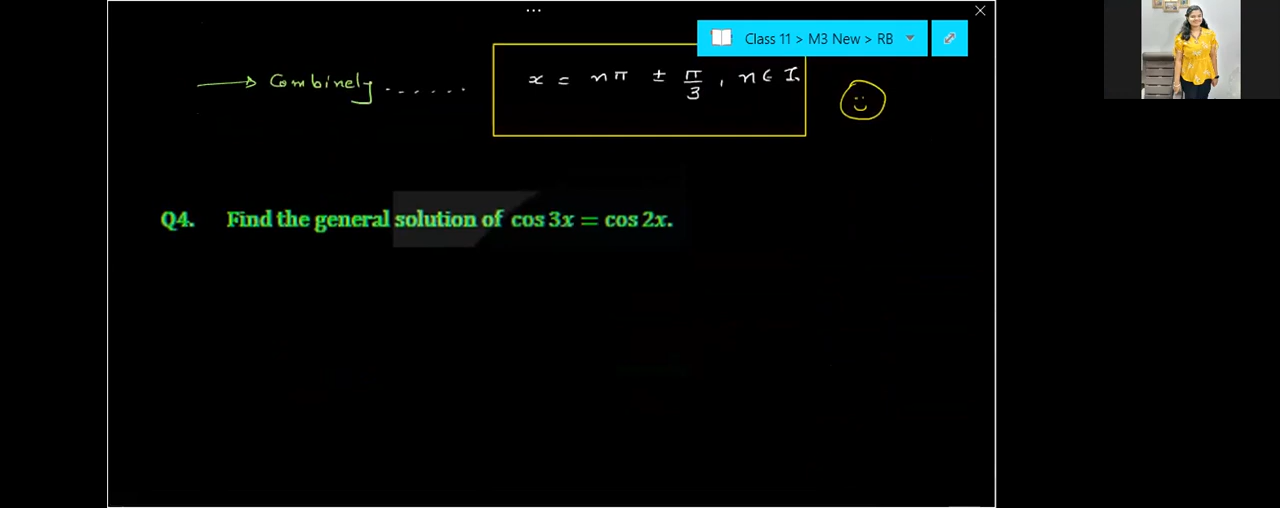 ...
Class 11 > M3 New > RB
→ Combinely ...... x = nπ ± π/3 , n ∈ I.
Q4. Find the general solution of cos 3x = cos 2x.